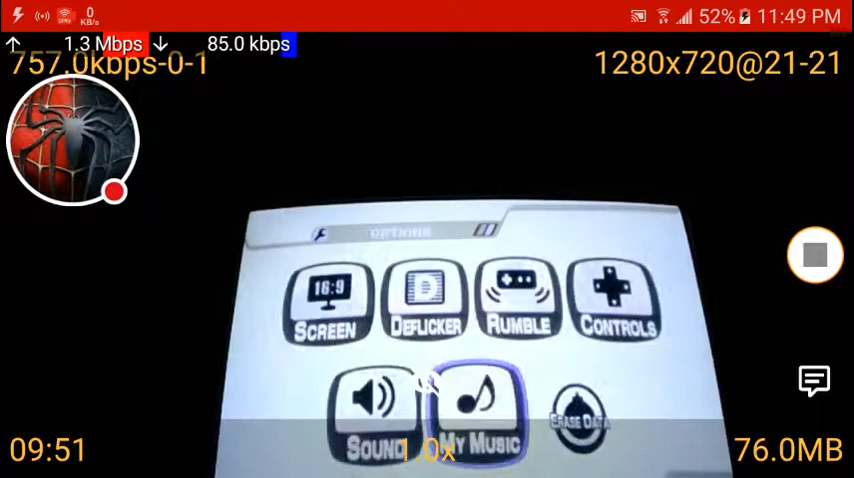 0
KB/s
52%
11:49 PM
1.3 Mbps
85.0 kbps
757.0kbps-0-1
1280x720@21-21
OPTIONS
16:9
D
SCREEN
DEFLICKER
RUMBLE
CONTROLS
SOUND
MY MUSIC
ERASE DATA
09:51
1.0x
76.0MB